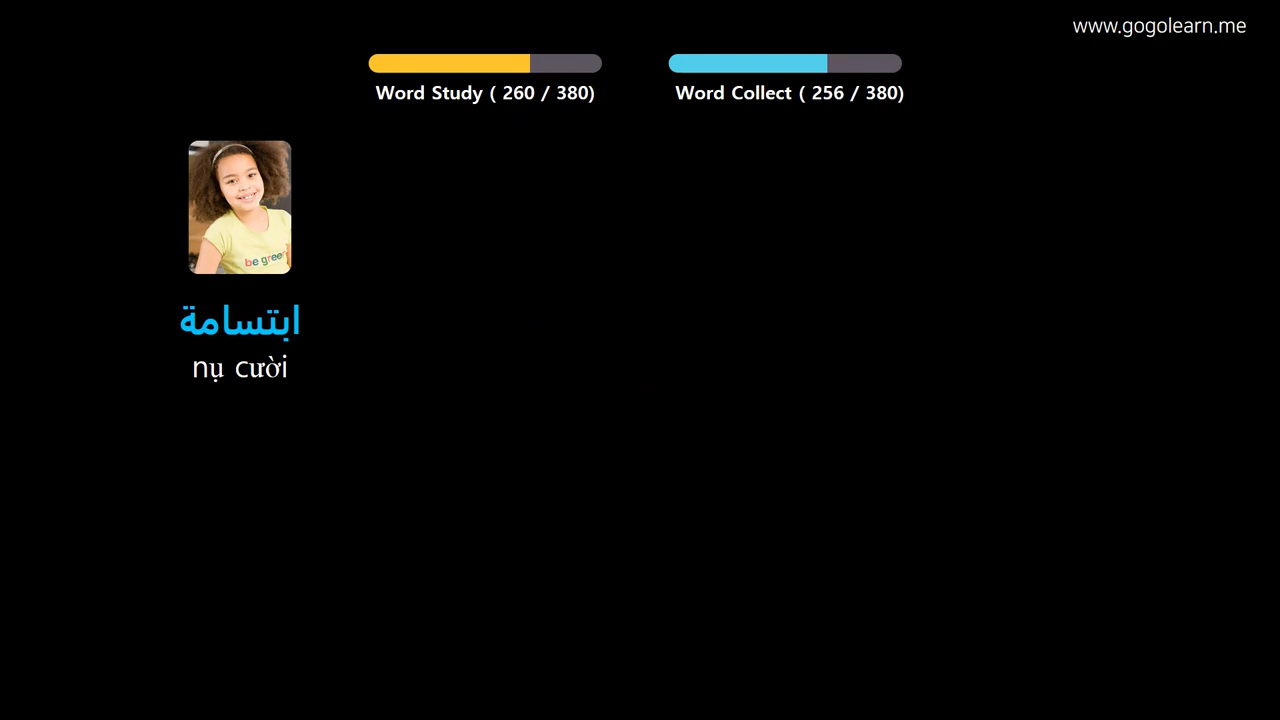 www.gogolearn.me
Word Study ( 260 / 380)
Word Collect ( 256 / 380)
be green
ابتسامة
nụ cười